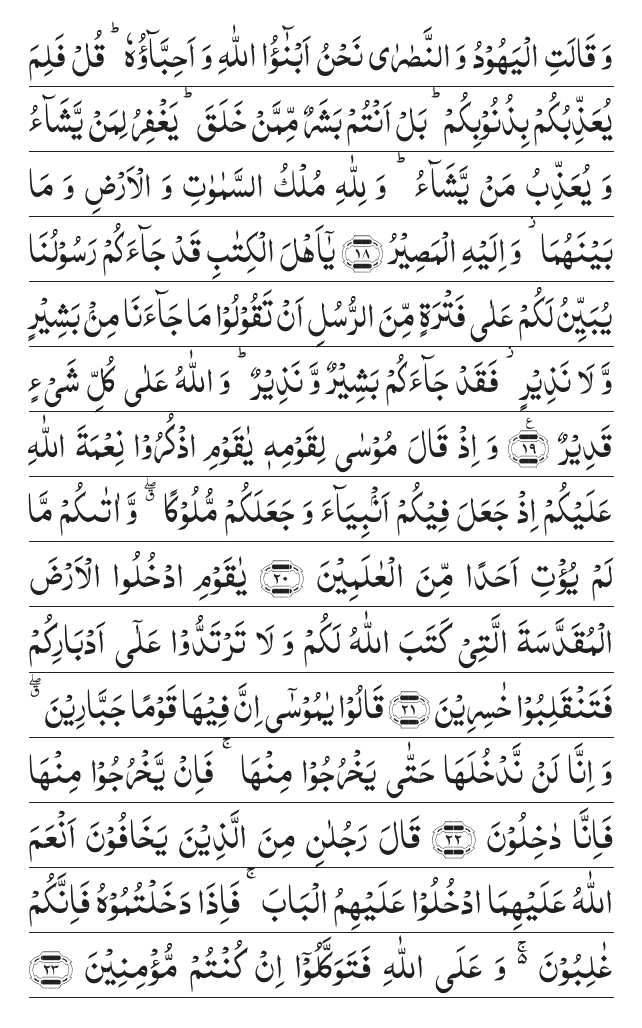 وَ قَالَتِ الْیَهُوْدُ وَ النَّصٰرٰی نَحْنُ اَبْنٰٓؤُا اللّٰهِ وَ اَحِبَّآؤُهٗ ؕ قُلْ فَلِمَ
یُعَذِّبُكُمْ بِذُنُوْبِكُمْ ؕ بَلْ اَنْتُمْ بَشَرٌ مِّمَّنْ خَلَقَ ؕ یَغْفِرُ لِمَنْ یَّشَآءُ
وَ یُعَذِّبُ مَنْ یَّشَآءُ ؕ وَ لِلّٰهِ مُلْكُ السَّمٰوٰتِ وَ الْاَرْضِ وَ مَا
بَیْنَهُمَا ؗ وَ اِلَیْهِ الْمَصِیْرُ ۝۱۸ یٰۤاَهْلَ الْكِتٰبِ قَدْ جَآءَكُمْ رَسُوْلُنَا
یُبَیِّنُ لَكُمْ عَلٰی فَتْرَةٍ مِّنَ الرُّسُلِ اَنْ تَقُوْلُوْا مَا جَآءَنَا مِنْۢ بَشِیْرٍ
وَّ لَا نَذِیْرٍ ؗ فَقَدْ جَآءَكُمْ بَشِیْرٌ وَّ نَذِیْرٌ ؕ وَ اللّٰهُ عَلٰی كُلِّ شَیْءٍ
قَدِیْرٌ ۝۱۹ ع وَ اِذْ قَالَ مُوْسٰی لِقَوْمِهٖ یٰقَوْمِ اذْكُرُوْا نِعْمَةَ اللّٰهِ
عَلَیْكُمْ اِذْ جَعَلَ فِیْكُمْ اَنْۢبِیَآءَ وَ جَعَلَكُمْ مُّلُوْكًا ۖۗ وَّ اٰتٰىكُمْ مَّا
لَمْ یُؤْتِ اَحَدًا مِّنَ الْعٰلَمِیْنَ ۝۲۰ یٰقَوْمِ ادْخُلُوا الْاَرْضَ
الْمُقَدَّسَةَ الَّتِیْ كَتَبَ اللّٰهُ لَكُمْ وَ لَا تَرْتَدُّوْا عَلٰۤی اَدْبَارِكُمْ
فَتَنْقَلِبُوْا خٰسِرِیْنَ ۝۲۱ قَالُوْا یٰمُوْسٰۤی اِنَّ فِیْهَا قَوْمًا جَبَّارِیْنَ ۖۗ
وَ اِنَّا لَنْ نَّدْخُلَهَا حَتّٰی یَخْرُجُوْا مِنْهَا ۚ فَاِنْ یَّخْرُجُوْا مِنْهَا
فَاِنَّا دٰخِلُوْنَ ۝۲۲ قَالَ رَجُلٰنِ مِنَ الَّذِیْنَ یَخَافُوْنَ اَنْعَمَ
اللّٰهُ عَلَیْهِمَا ادْخُلُوْا عَلَیْهِمُ الْبَابَ ۚ فَاِذَا دَخَلْتُمُوْهُ فَاِنَّكُمْ
غٰلِبُوْنَ ۚ۬ وَ عَلَی اللّٰهِ فَتَوَكَّلُوْۤا اِنْ كُنْتُمْ مُّؤْمِنِیْنَ ۝۲۳